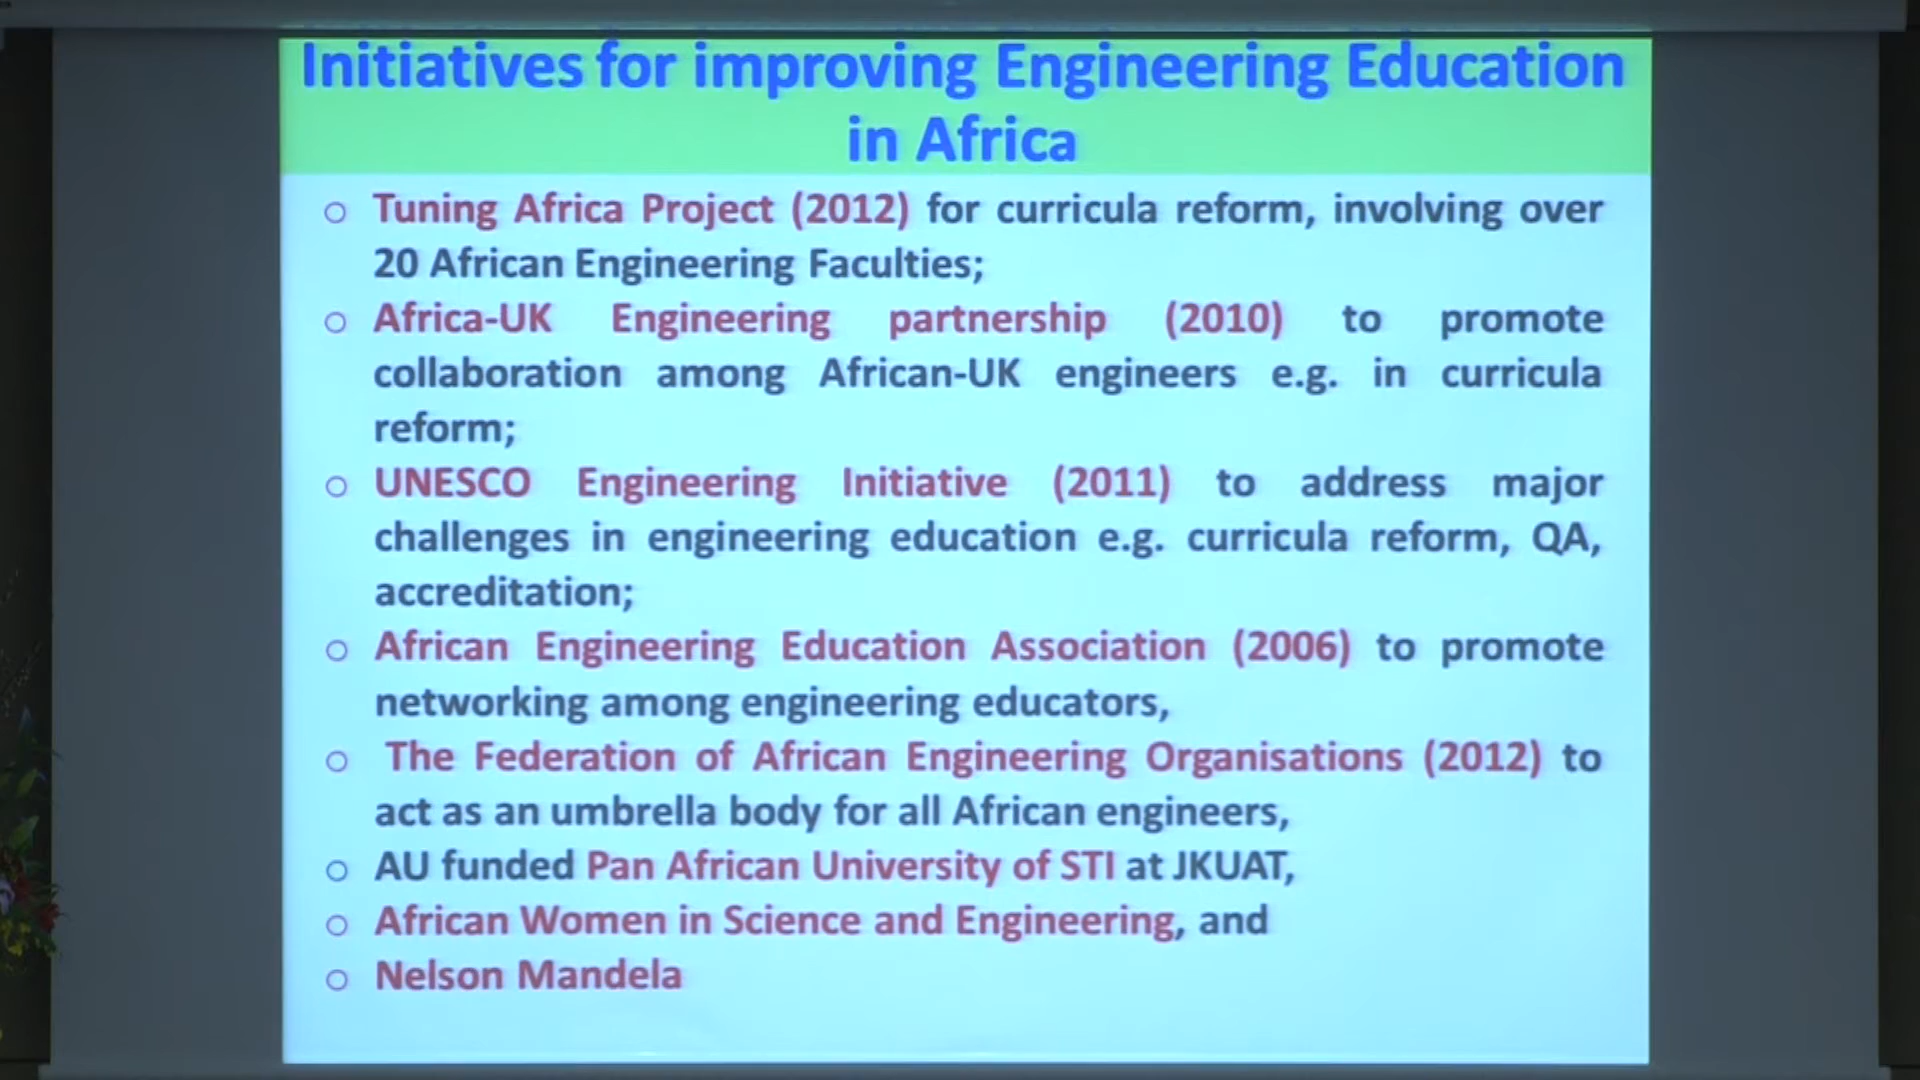 Initiatives for improving Engineering Education
in Africa
○ Tuning Africa Project (2012) for curricula reform, involving over
20 African Engineering Faculties;
○ Africa-UK Engineering partnership (2010) to promote
collaboration among African-UK engineers e.g. in curricula
reform;
○ UNESCO Engineering Initiative (2011) to address major
challenges in engineering education e.g. curricula reform, QA,
accreditation;
○ African Engineering Education Association (2006) to promote
networking among engineering educators,
○ The Federation of African Engineering Organisations (2012) to
act as an umbrella body for all African engineers,
○ AU funded Pan African University of STI at JKUAT,
○ African Women in Science and Engineering, and
○ Nelson Mandela